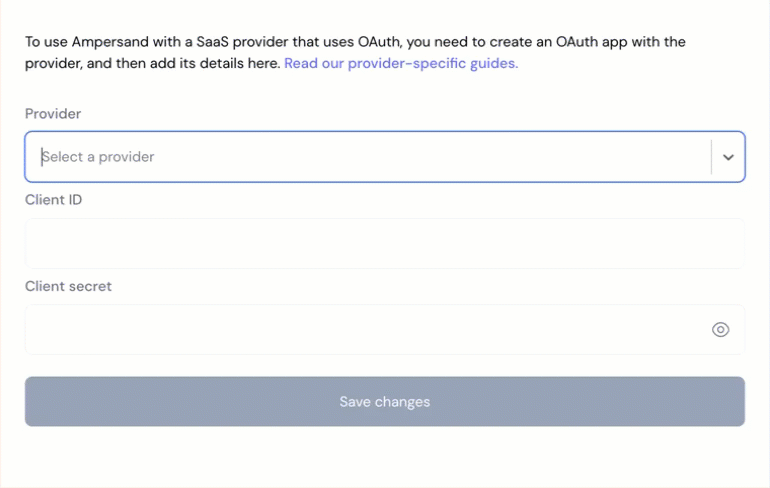 To use Ampersand with a SaaS provider that uses OAuth, you need to create an OAuth app with the
provider, and then add its details here. Read our provider-specific guides.
Provider
Select a provider
Client ID
Client secret
Save changes